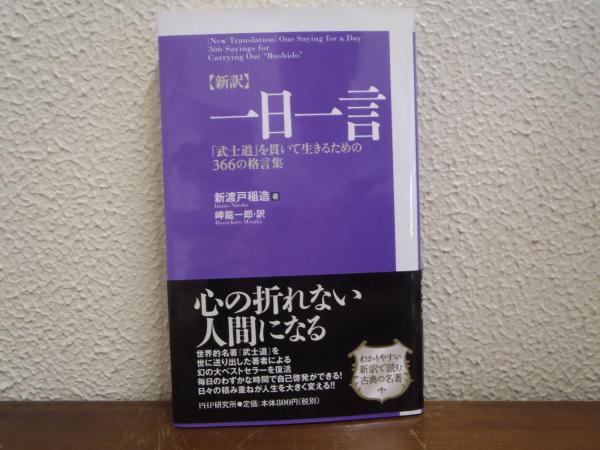 [New Translation] One Saying for a Day
366 Sayings for
Carrying Out "Bushido"
【新訳】
一日一言
「武士道」を貫いて生きるための
366の格言集
新渡戸稲造 著
Inazo Nitobe
岬龍一郎・訳
Ryuichiro Misaki
心の折れない
人間になる
世界的名著『武士道』を
世に送り出した著者による
幻の大ベストセラーを復活
毎日のわずかな時間で自己啓発ができる!
日々の積み重ねが人生を大きく変える!!
PHP研究所●定価:本体800円(税別)
わかりやすい
新訳で読む
古典の名著